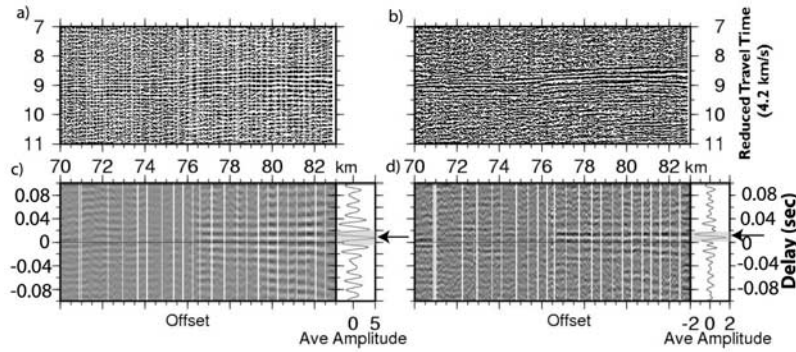 a)
b)
7
8
9
10
11
7
8
9
10
11
Reduced Travel Time
(4.2 km/s)
70 72 74 76 78 80 82 km
70 72 74 76 78 80 82 km
c)
d)
0.08
0.04
0
-0.04
-0.08
0.08
0.04
0
-0.04
-0.08
Delay (sec)
Offset
0 5
Ave Amplitude
Offset
-2 0 2
Ave Amplitude